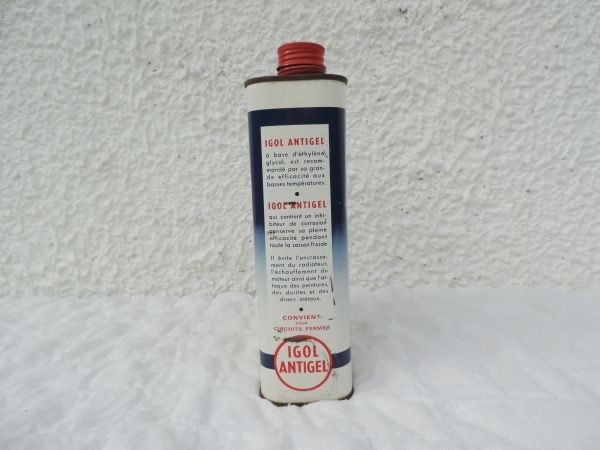 IGOL ANTIGEL
à base d'éthylène
glycol, est recom-
mandé par sa gran-
de efficacité aux
basses températures.
IGOL ANTIGEL
qui contient un inhi-
biteur de corrosion
conserve sa pleine
efficacité pendant
toute la saison froide
Il évite l'encrasse-
ment du radiateur,
l'échauffement du
moteur ainsi que l'at-
taque des peintures,
des durites et des
divers métaux.
CONVIENT
POUR
CIRCUITS FERMÉS
IGOL
ANTIGEL